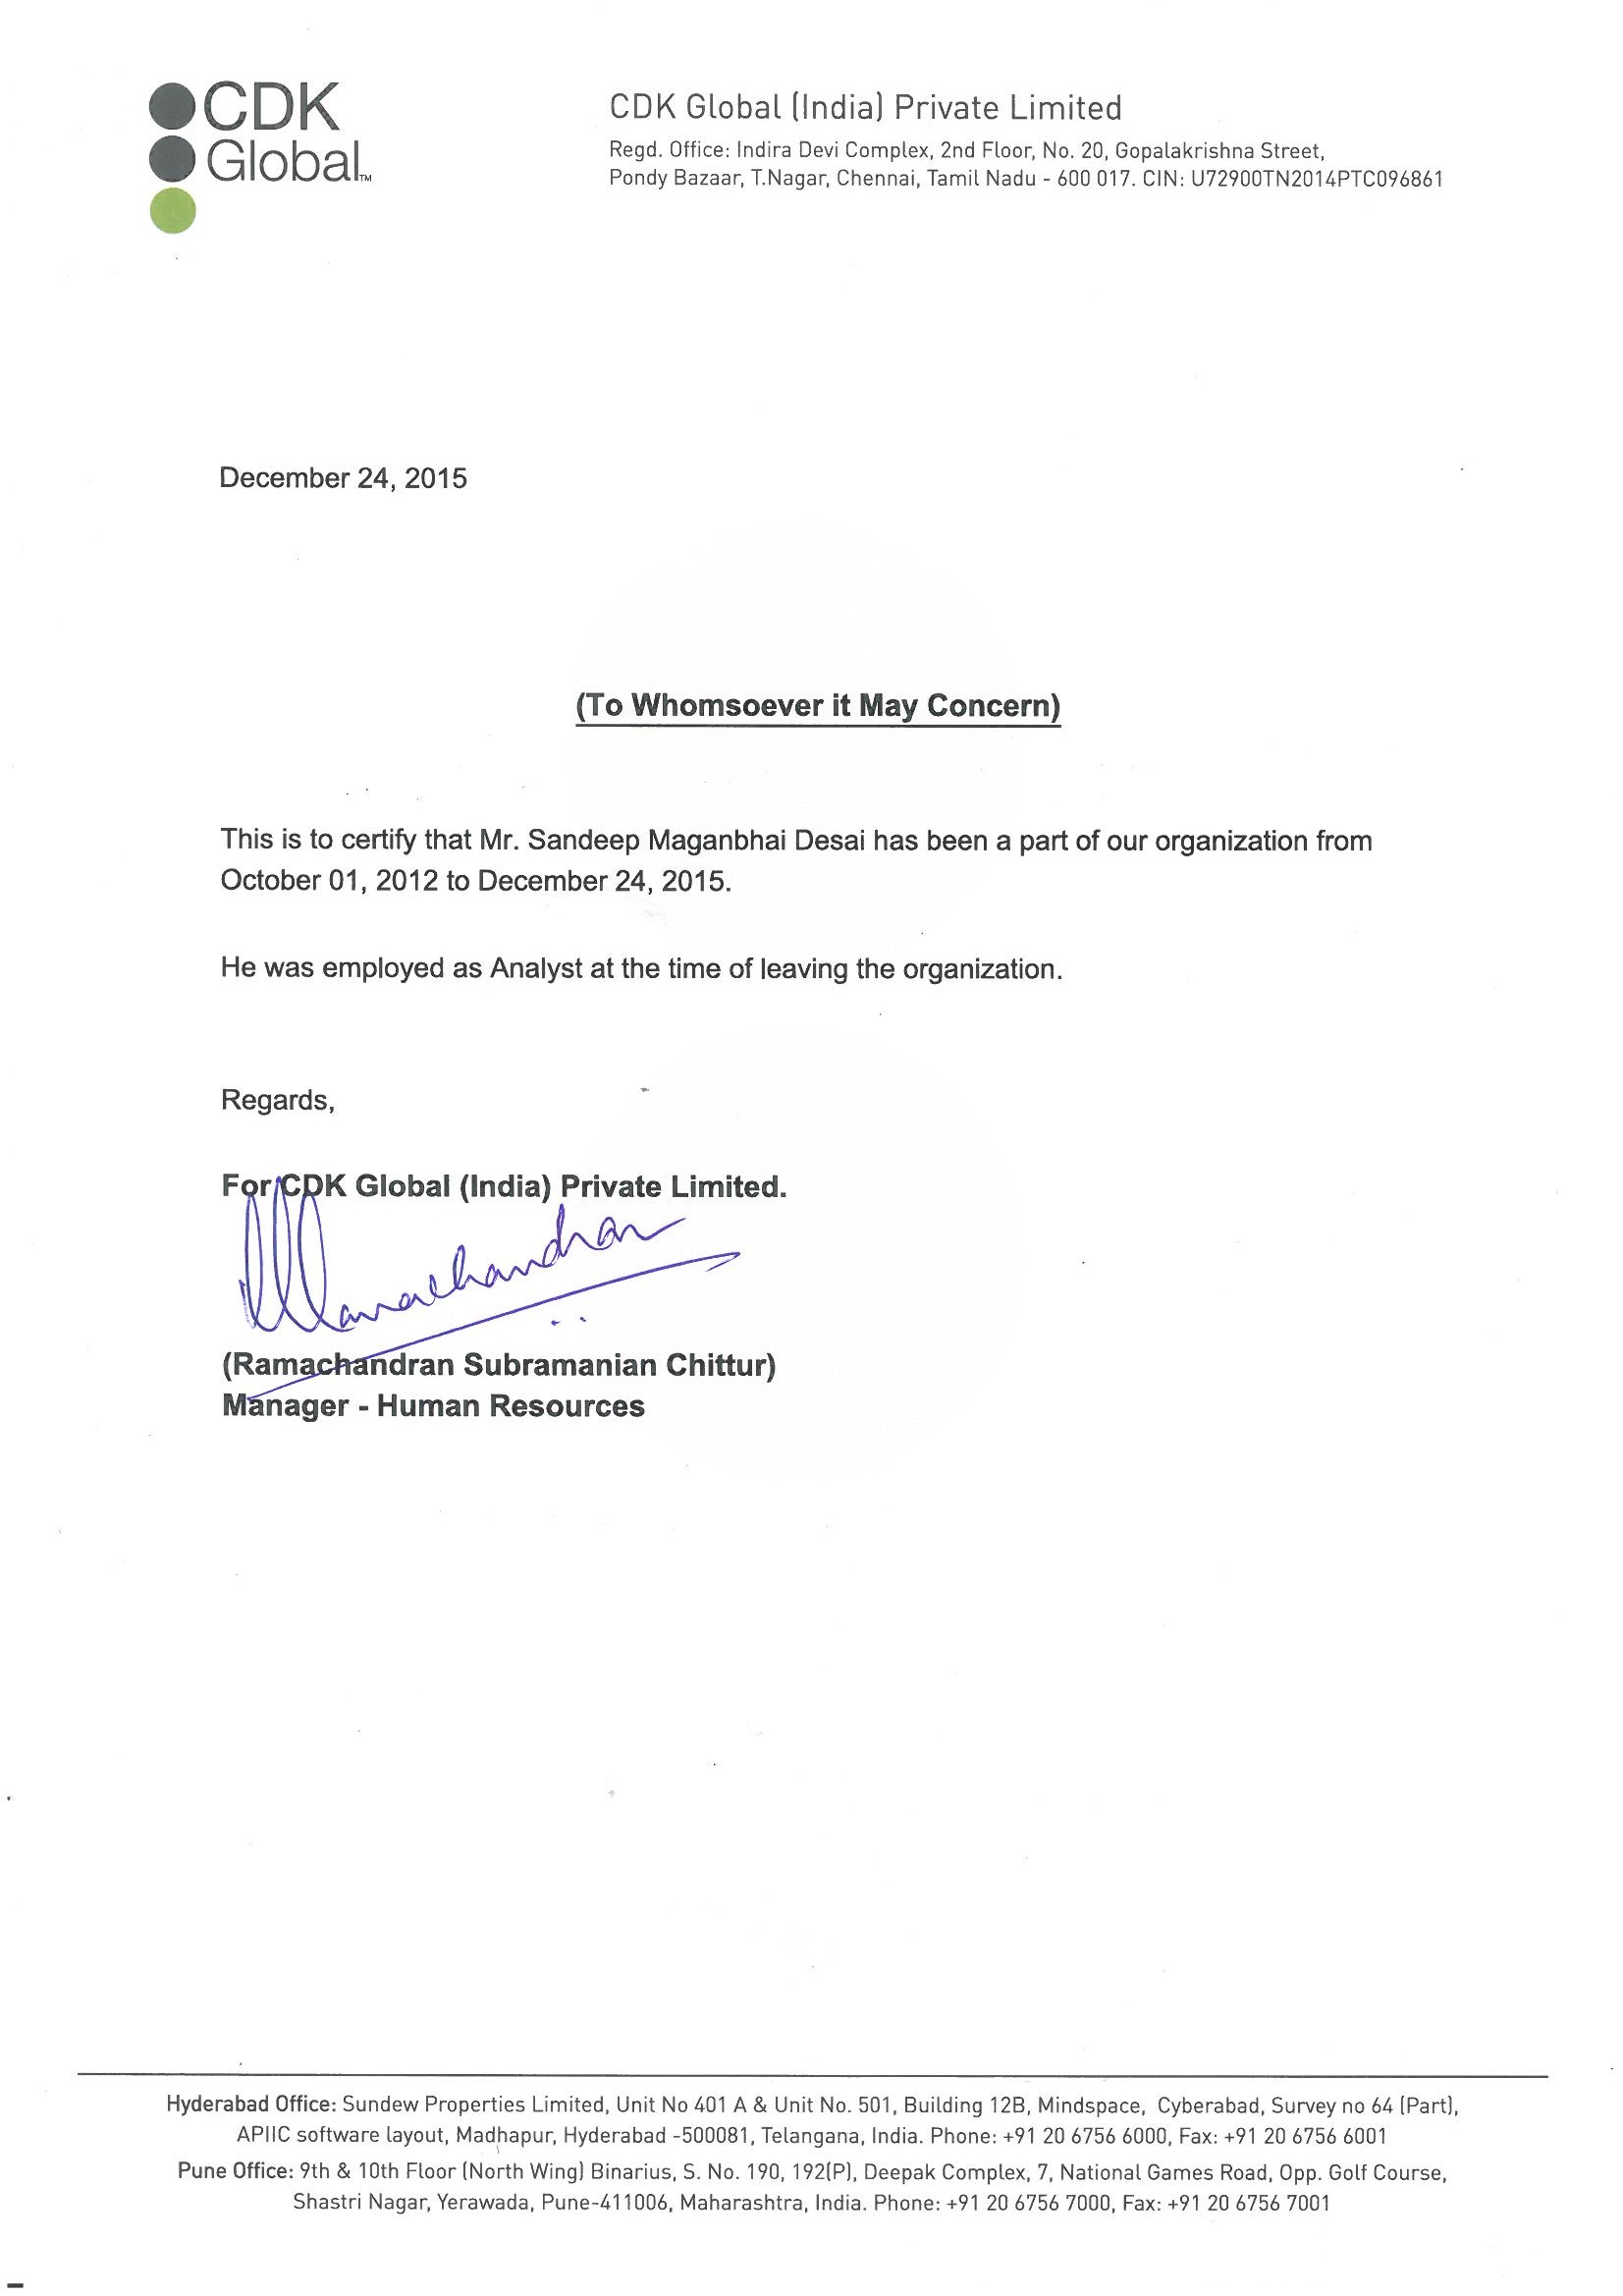 CDK
Global™
CDK Global (India) Private Limited
Regd. Office: Indira Devi Complex, 2nd Floor, No. 20, Gopalakrishna Street,
Pondy Bazaar, T.Nagar, Chennai, Tamil Nadu - 600 017. CIN: U72900TN2014PTC096861
December 24, 2015
(To Whomsoever it May Concern)
This is to certify that Mr. Sandeep Maganbhai Desai has been a part of our organization from
October 01, 2012 to December 24, 2015.
He was employed as Analyst at the time of leaving the organization.
Regards,
For CDK Global (India) Private Limited.
(Ramachandran Subramanian Chittur)
Manager - Human Resources
Hyderabad Office: Sundew Properties Limited, Unit No 401 A & Unit No. 501, Building 12B, Mindspace, Cyberabad, Survey no 64 (Part),
APIIC software layout, Madhapur, Hyderabad -500081, Telangana, India. Phone: +91 20 6756 6000, Fax: +91 20 6756 6001
Pune Office: 9th & 10th Floor (North Wing) Binarius, S. No. 190, 192(P), Deepak Complex, 7, National Games Road, Opp. Golf Course,
Shastri Nagar, Yerawada, Pune-411006, Maharashtra, India. Phone: +91 20 6756 7000, Fax: +91 20 6756 7001